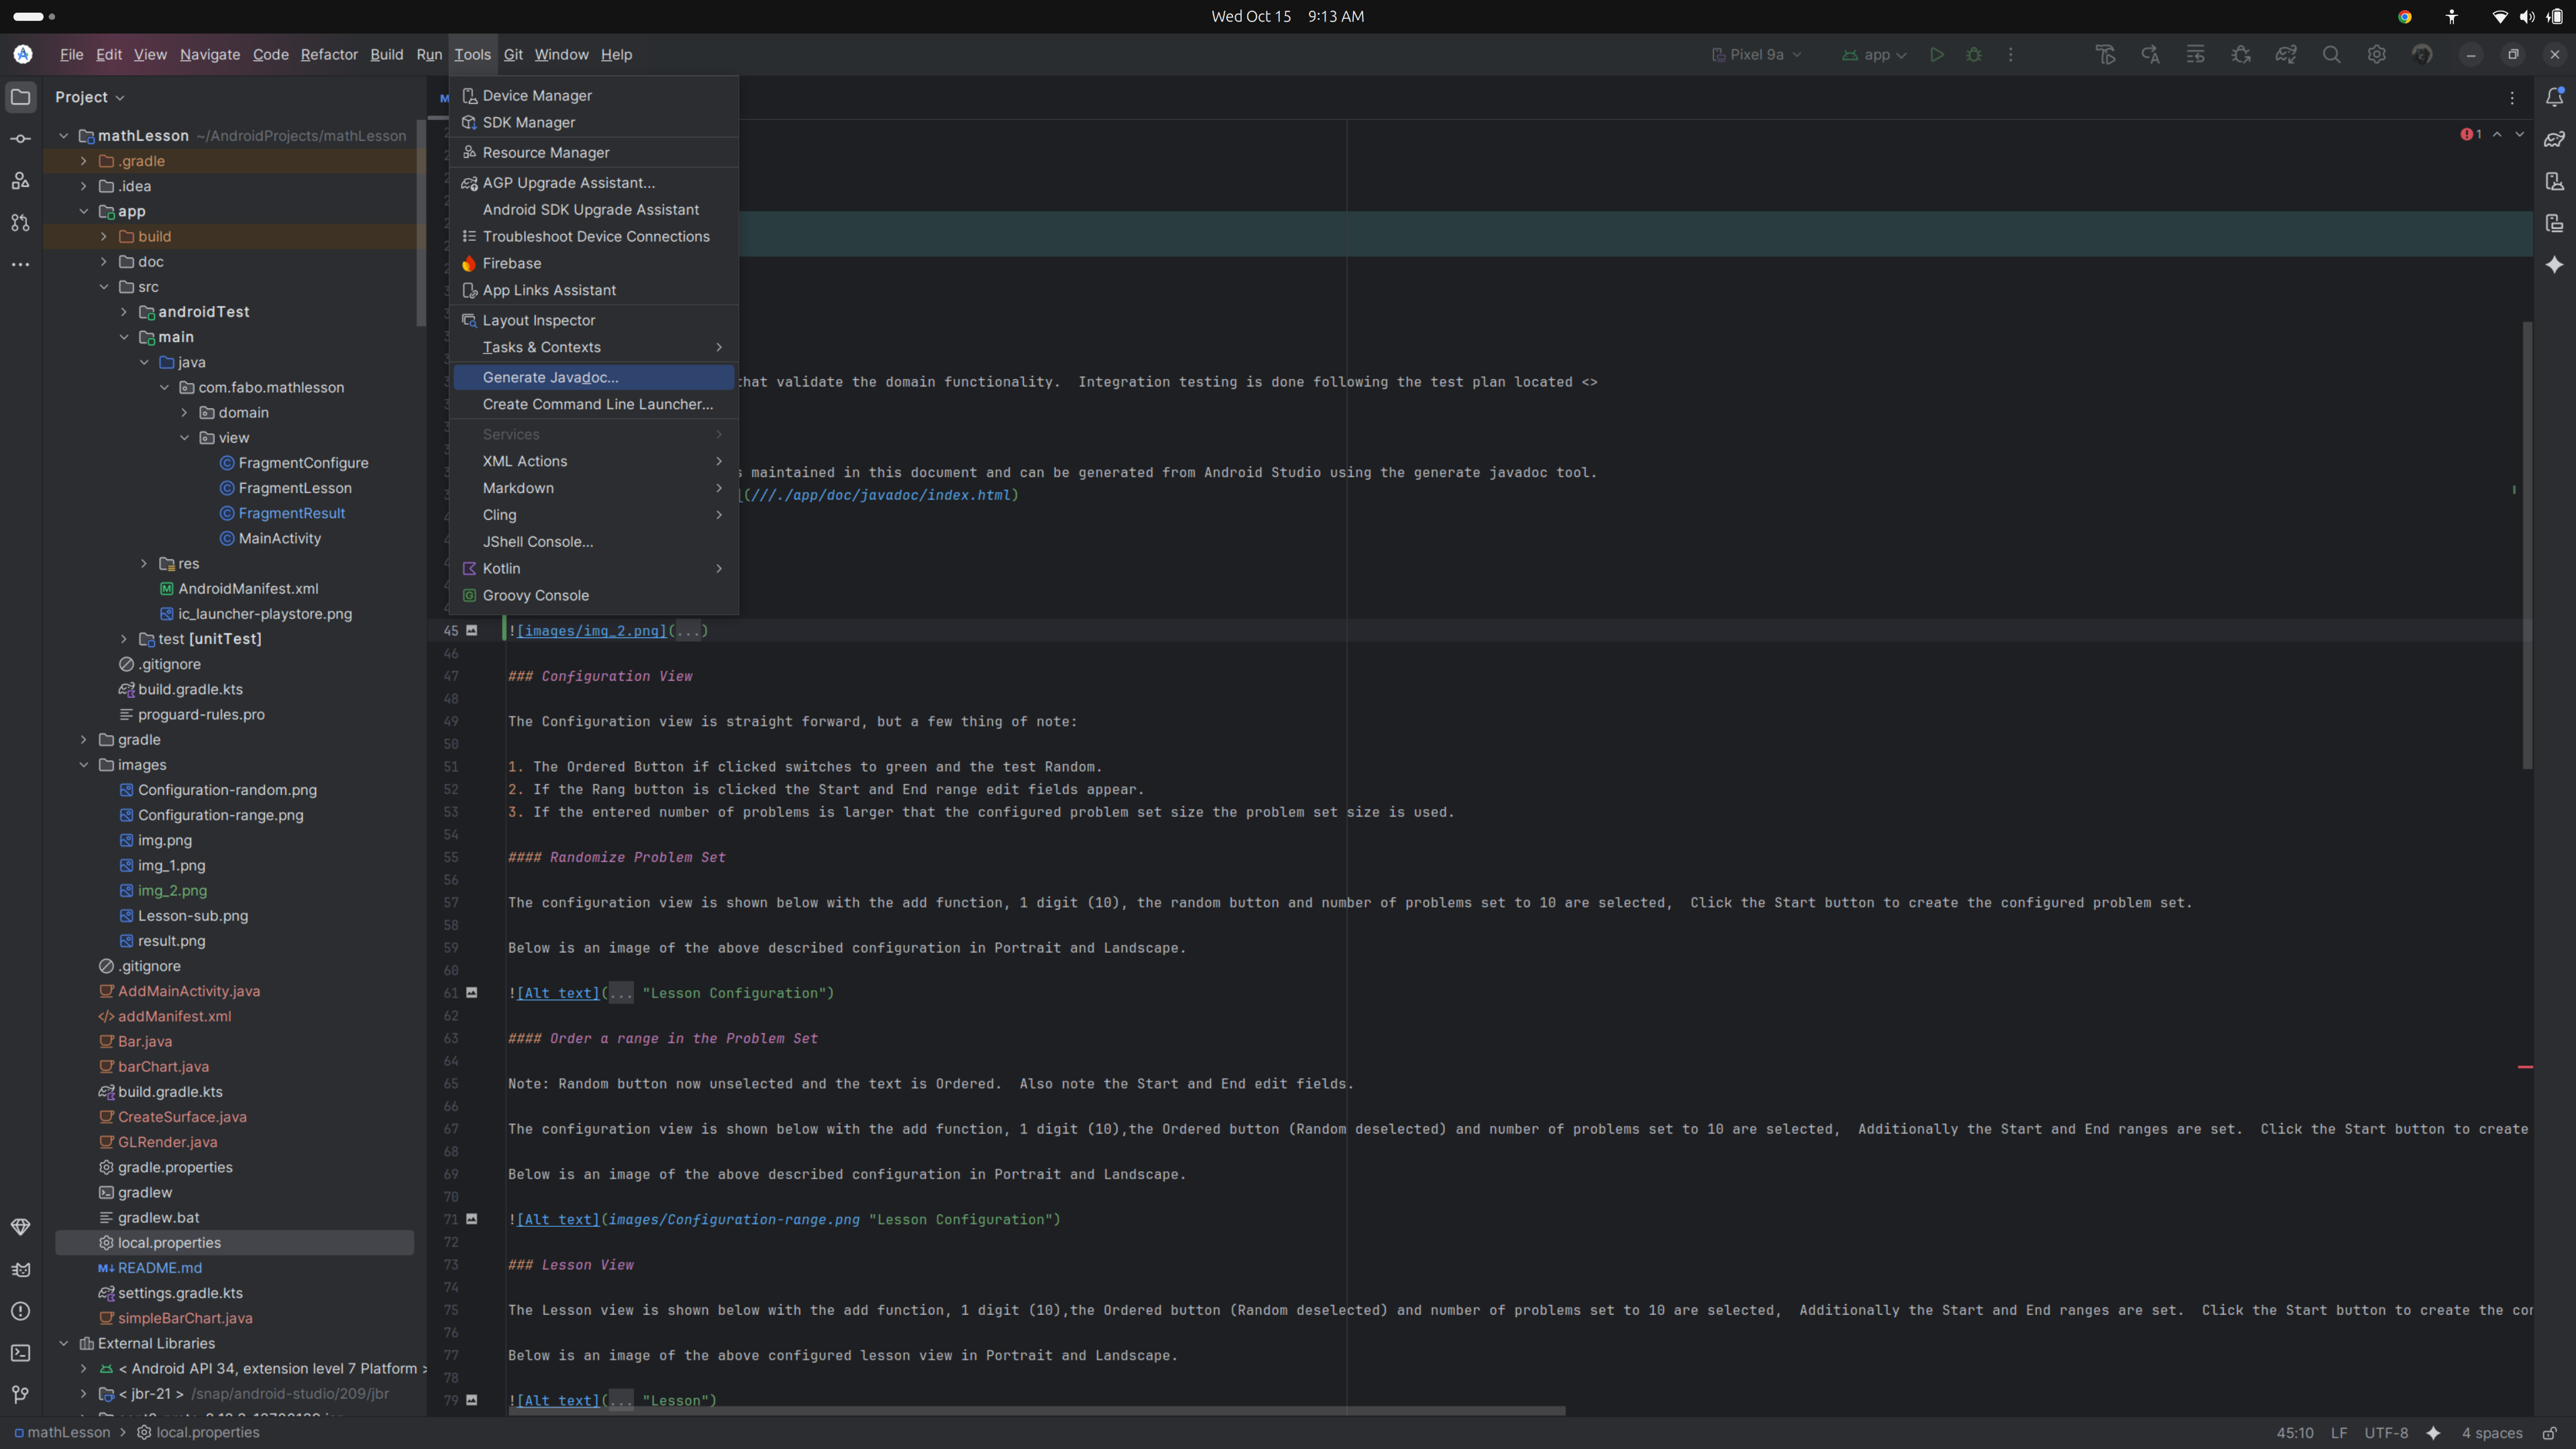 Wed Oct 15 9:13 AM
File Edit View Navigate Code Refactor Build Run Tools Git Window Help
Pixel 9a
app
Project
mathLesson ~/AndroidProjects/mathLesson
.gradle
.idea
app
build
doc
src
androidTest
main
java
com.fabo.mathlesson
domain
view
FragmentConfigure
FragmentLesson
FragmentResult
MainActivity
res
AndroidManifest.xml
ic_launcher-playstore.png
test [unitTest]
.gitignore
build.gradle.kts
proguard-rules.pro
gradle
images
Configuration-random.png
Configuration-range.png
img.png
img_1.png
img_2.png
Lesson-sub.png
result.png
.gitignore
AddMainActivity.java
addManifest.xml
Bar.java
barChart.java
build.gradle.kts
CreateSurface.java
GLRender.java
gradle.properties
gradlew
gradlew.bat
local.properties
README.md
settings.gradle.kts
simpleBarChart.java
External Libraries
< Android API 34, extension level 7 Platform >
< jbr-21 > /snap/android-studio/209/jbr
Device Manager
SDK Manager
Resource Manager
AGP Upgrade Assistant...
Android SDK Upgrade Assistant
Troubleshoot Device Connections
Firebase
App Links Assistant
Layout Inspector
Tasks & Contexts
Generate Javadoc...
Create Command Line Launcher...
Services
XML Actions
Markdown
Cling
JShell Console...
Kotlin
Groovy Console
1
that validate the domain functionality.  Integration testing is done following the test plan located <>
s maintained in this document and can be generated from Android Studio using the generate javadoc tool.
](///./app/doc/javadoc/index.html)
45 ![images/img_2.png](...)
46
47 ### Configuration View
48
49 The Configuration view is straight forward, but a few thing of note:
50
51 1. The Ordered Button if clicked switches to green and the test Random.
52 2. If the Rang button is clicked the Start and End range edit fields appear.
53 3. If the entered number of problems is larger that the configured problem set size the problem set size is used.
54
55 #### Randomize Problem Set
56
57 The configuration view is shown below with the add function, 1 digit (10), the random button and number of problems set to 10 are selected,  Click the Start button to create the configured problem set.
58
59 Below is an image of the above described configuration in Portrait and Landscape.
60
61 ![Alt text](... "Lesson Configuration")
62
63 #### Order a range in the Problem Set
64
65 Note: Random button now unselected and the text is Ordered.  Also note the Start and End edit fields.
66
67 The configuration view is shown below with the add function, 1 digit (10),the Ordered button (Random deselected) and number of problems set to 10 are selected,  Additionally the Start and End ranges are set.  Click the Start button to create
68
69 Below is an image of the above described configuration in Portrait and Landscape.
70
71 ![Alt text](images/Configuration-range.png "Lesson Configuration")
72
73 ### Lesson View
74
75 The Lesson view is shown below with the add function, 1 digit (10),the Ordered button (Random deselected) and number of problems set to 10 are selected,  Additionally the Start and End ranges are set.  Click the Start button to create the cor
76
77 Below is an image of the above configured lesson view in Portrait and Landscape.
78
79 ![Alt text](... "Lesson")
mathLesson > local.properties
45:10 LF UTF-8 4 spaces